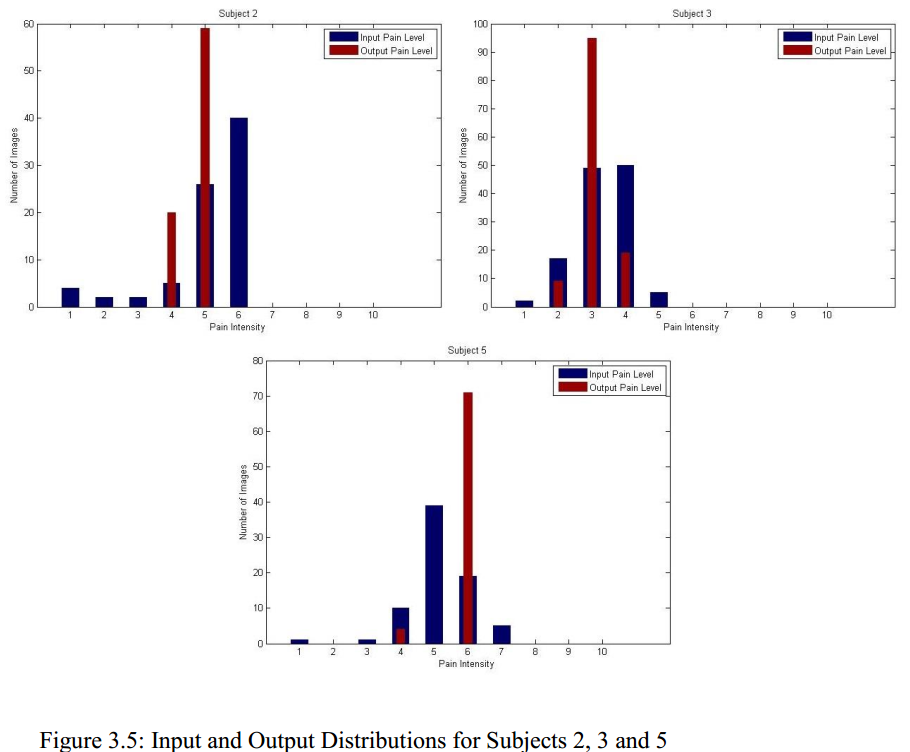 Subject 2
60
50
40
30
20
10
0
Number of Images
Input Pain Level
Output Pain Level
1 2 3 4 5 6 7 8 9 10
Pain Intensity
Subject 3
100
90
80
70
60
50
40
30
20
10
0
Number of Images
Input Pain Level
Output Pain Level
1 2 3 4 5 6 7 8 9 10
Pain Intensity
Subject 5
80
70
60
50
40
30
20
10
0
Number of Images
Input Pain Level
Output Pain Level
1 2 3 4 5 6 7 8 9 10
Pain Intensity
Figure 3.5: Input and Output Distributions for Subjects 2, 3 and 5